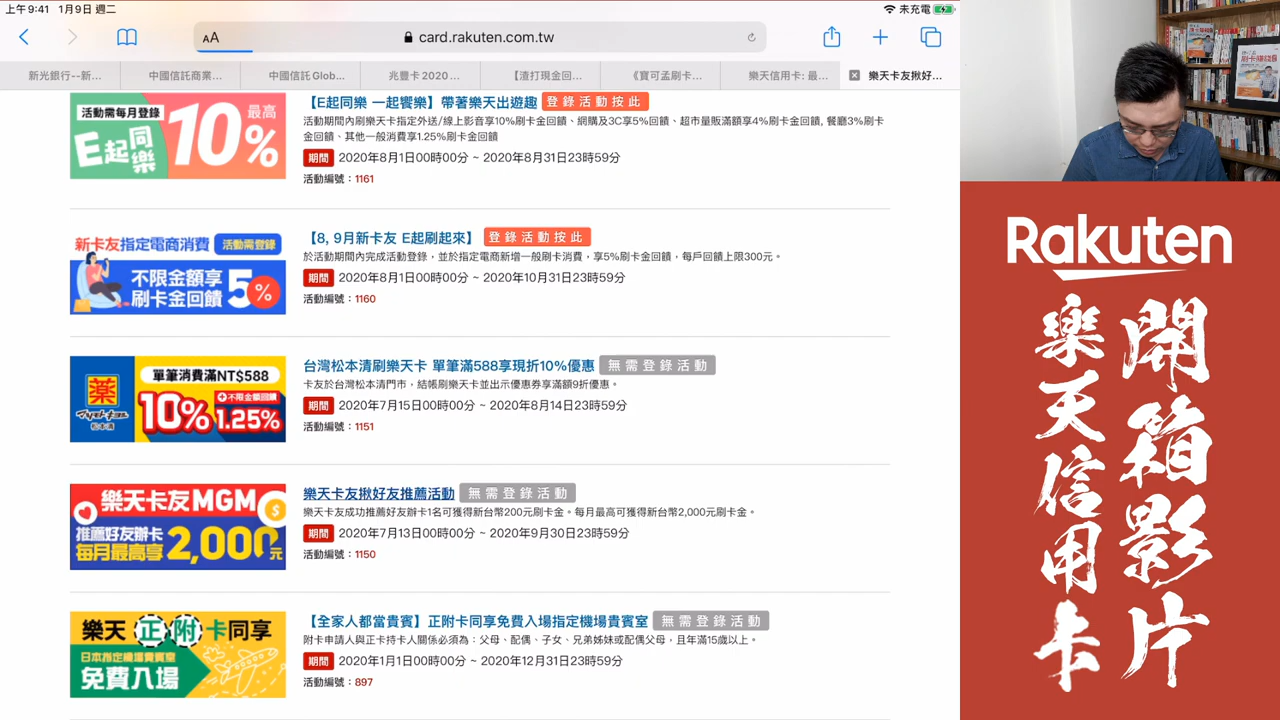 上午9:41 1月9日 週二
未充電
AA
card.rakuten.com.tw
新光銀行--新...
中國信託商業...
中國信託 Glob...
兆豐卡 2020 ...
【渣打現金回...
《寶可孟刷卡...
樂天信用卡: 最...
樂天卡友揪好...
活動需每月登錄
E起同樂
最高
10%
【E起同樂 一起饗樂】帶著樂天出遊趣
登錄活動按此
活動期間內刷樂天卡指定外送/線上影音享10%刷卡金回饋、網購及3C享5%回饋、超市量販滿額享4%刷卡金回饋, 餐廳3%刷卡
金回饋、其他一般消費享1.25%刷卡金回饋
期間 2020年8月1日00時00分 ~ 2020年8月31日23時59分
活動編號：1161
新卡友指定電商消費 活動需登錄
不限金額享
刷卡金回饋 5%
【8, 9月新卡友 E起刷起來】
登錄活動按此
於活動期間內完成活動登錄，並於指定電商新增一般刷卡消費，享5%刷卡金回饋，每戶回饋上限300元。
期間 2020年8月1日00時00分 ~ 2020年10月31日23時59分
活動編號：1160
藥
松本清
單筆消費滿NT$588
10% +不限金額回饋 1.25%
台灣松本清刷樂天卡 單筆滿588享現折10%優惠
無需登錄活動
卡友於台灣松本清門市，結帳刷樂天卡並出示優惠券享滿額9折優惠。
期間 2020年7月15日00時00分 ~ 2020年8月14日23時59分
活動編號：1151
樂天卡友MGM
推薦好友辦卡
每月最高享 2,000元
樂天卡友揪好友推薦活動
無需登錄活動
樂天卡友成功推薦好友辦卡1名可獲得新台幣200元刷卡金。每月最高可獲得新台幣2,000元刷卡金。
期間 2020年7月13日00時00分 ~ 2020年9月30日23時59分
活動編號：1150
樂天正附卡同享
日本指定機場貴賓室
免費入場
【全家人都當貴賓】正附卡同享免費入場指定機場貴賓室
無需登錄活動
附卡申請人與正卡持卡人關係必須為：父母、配偶、子女、兄弟姊妹或配偶父母，且年滿15歲以上。
期間 2020年1月1日00時00分 ~ 2020年12月31日23時59分
活動編號：897
Rakuten
開箱影片
樂天信用卡